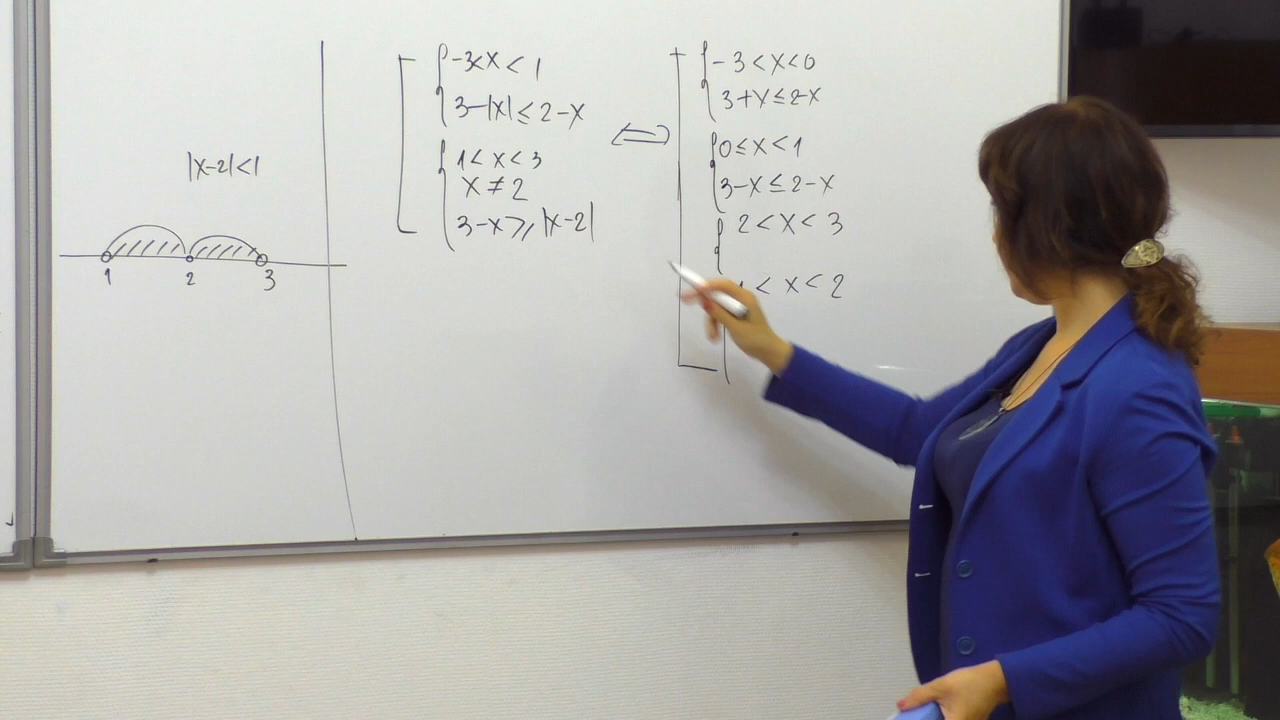 |x-2|<1
1 2 3
-3<x<1
3-|x|≤2-x
1<x<3
x≠2
3-x⩾|x-2|
⇔
-3<x<0
3+x≤2-x
0≤x<1
3-x≤2-x
2<x<3
<x<2